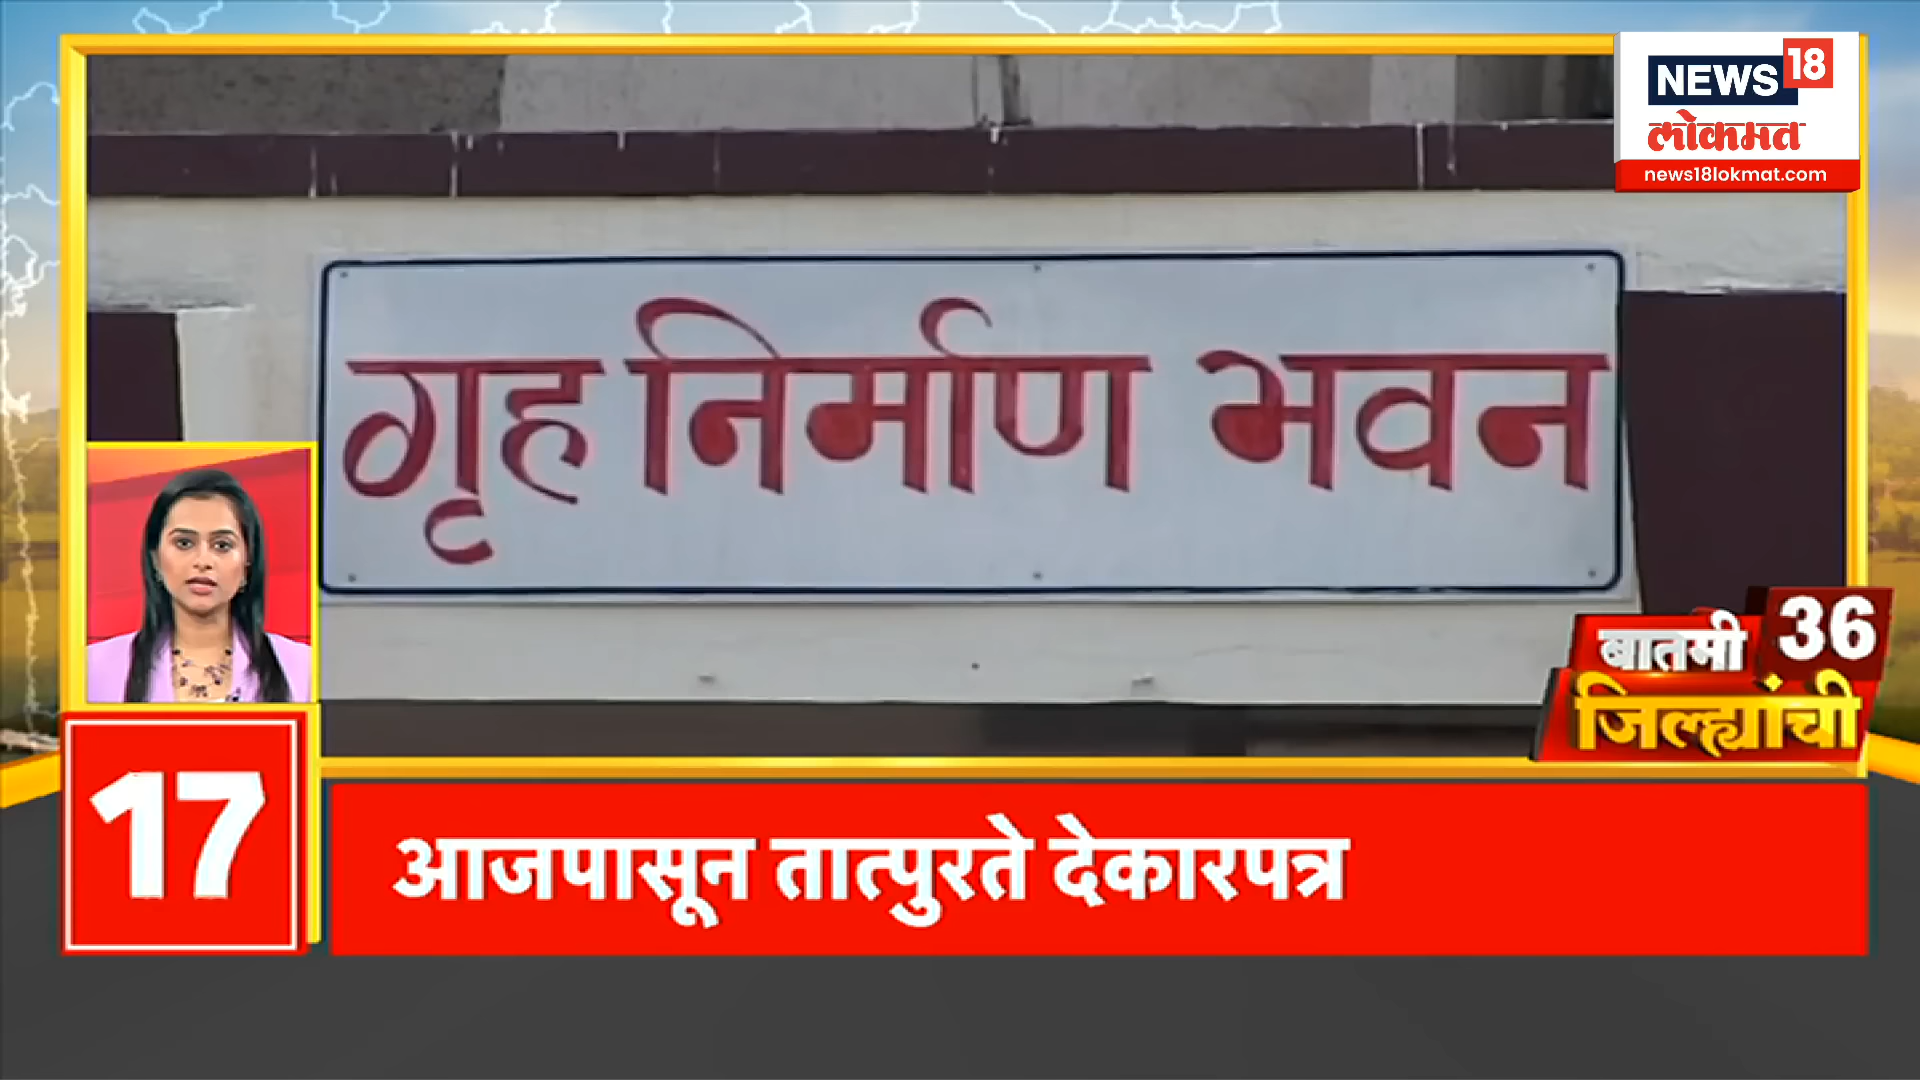 NEWS18
लोकमत
news18lokmat.com
गृह निर्माण भवन
बातमी 36
जिल्ह्यांची
17
आजपासून तात्पुरते देकारपत्र